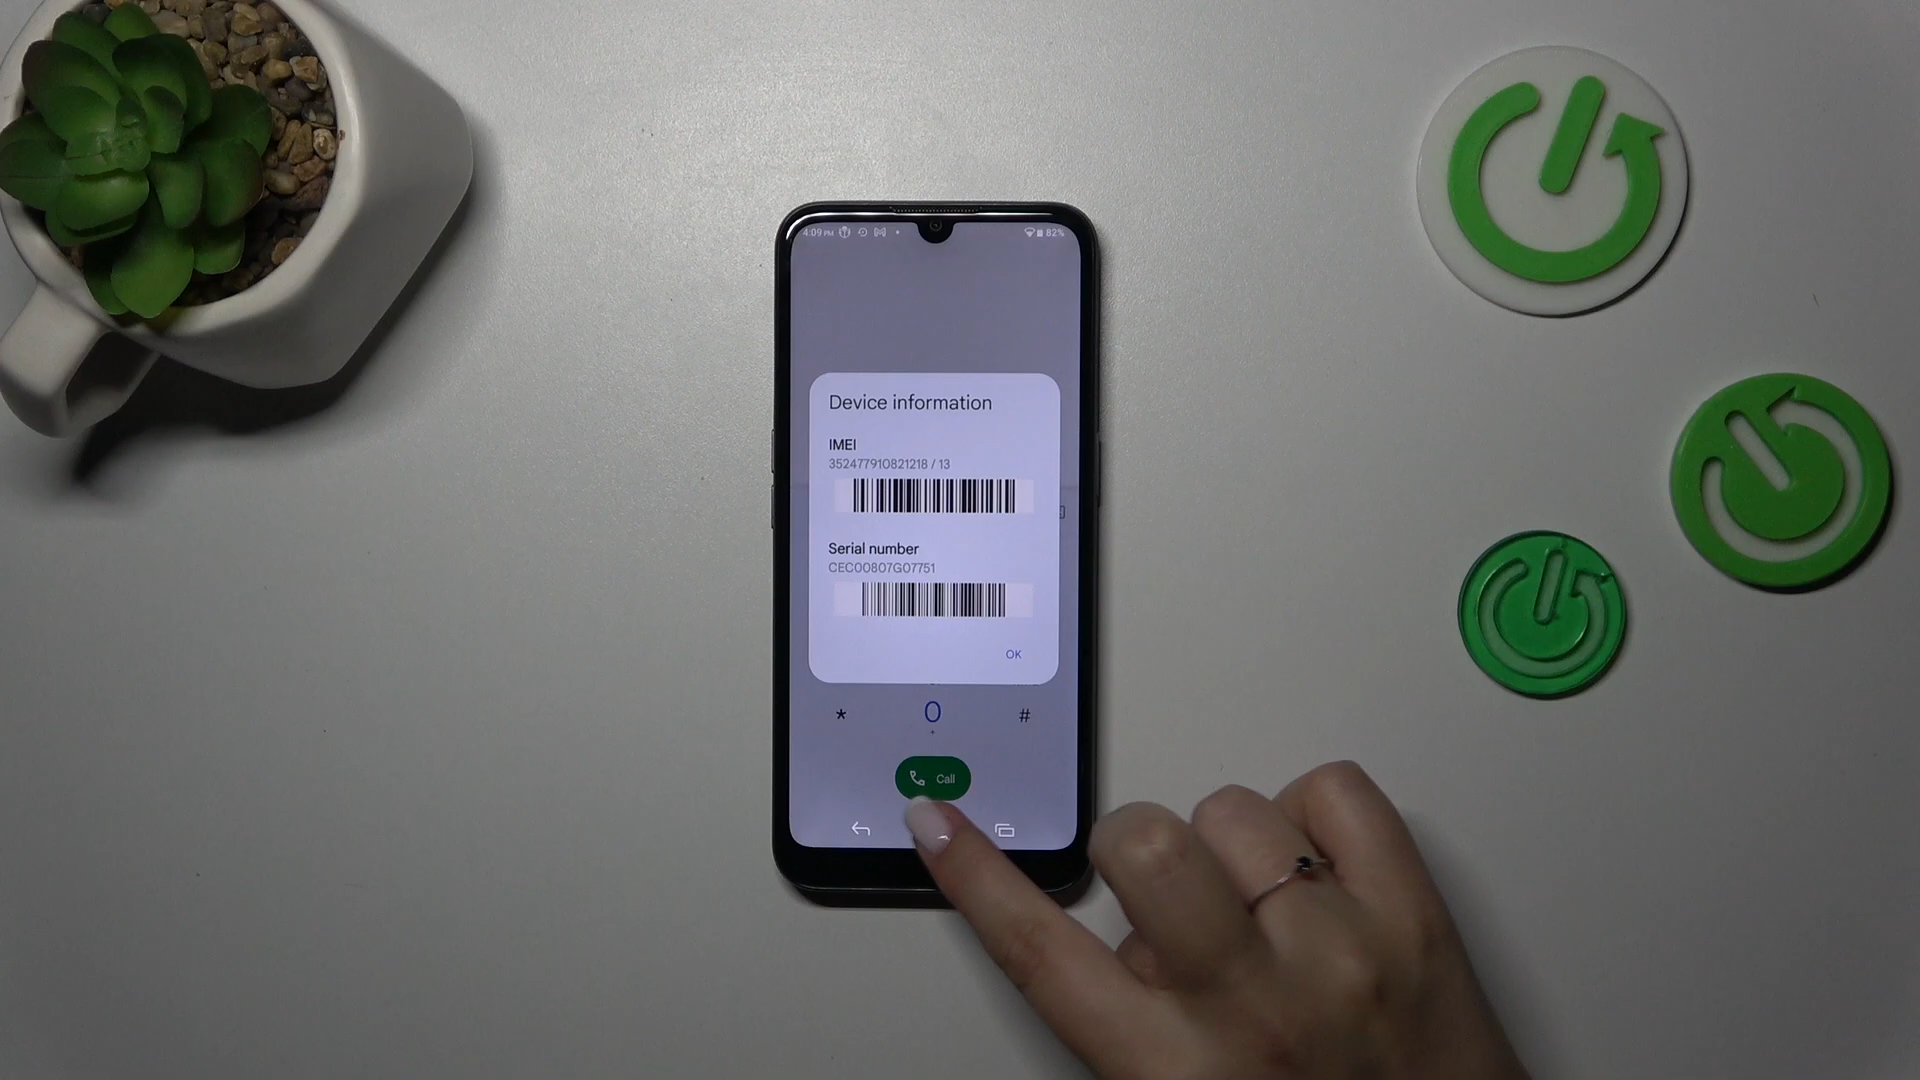 4:09 PM 82%
Device information
IMEI
352477910821218 / 13
Serial number
CEC00807G07751
OK
* 0 #
+
Call